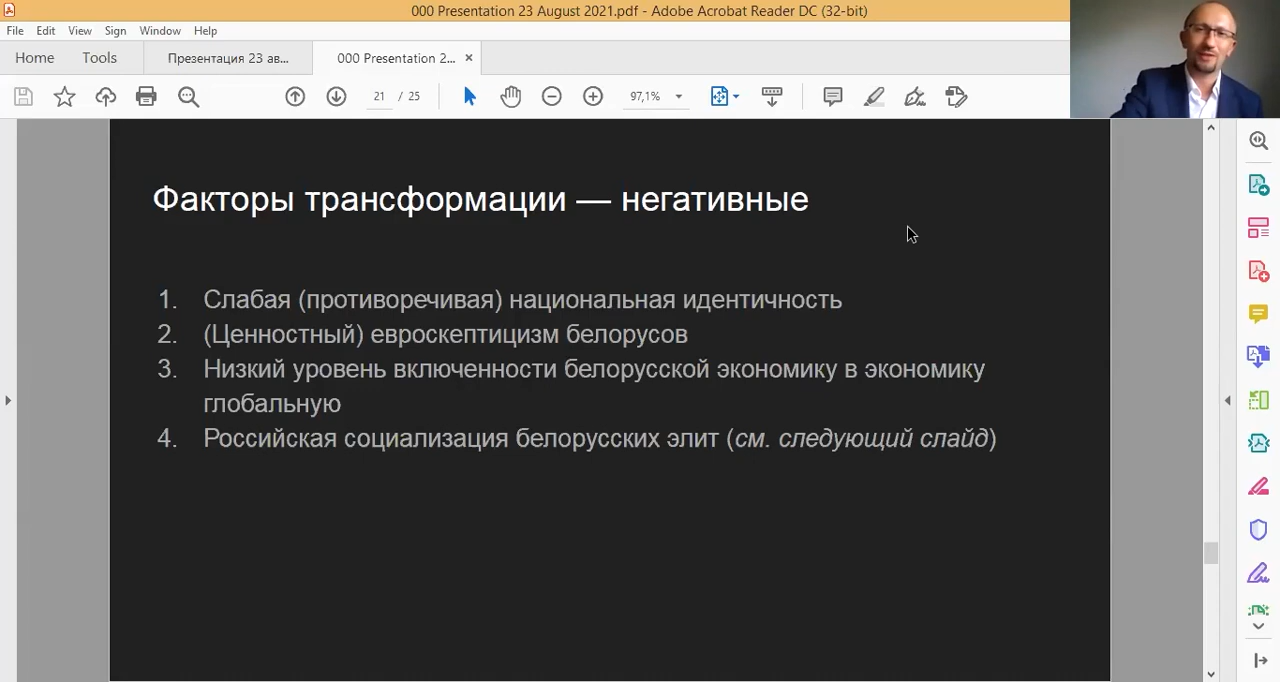 000 Presentation 23 August 2021.pdf - Adobe Acrobat Reader DC (32-bit)
File Edit View Sign Window Help
Home Tools Презентация 23 ав... 000 Presentation 2... ×
21 / 25 97,1%
Факторы трансформации — негативные
1. Слабая (противоречивая) национальная идентичность
2. (Ценностный) евроскептицизм белорусов
3. Низкий уровень включенности белорусской экономику в экономику
глобальную
4. Российская социализация белорусских элит (см. следующий слайд)